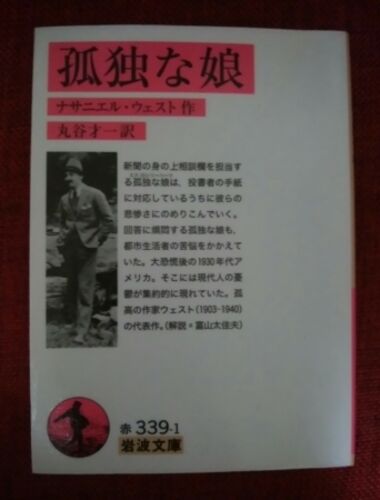 孤独な娘
ナサニエル・ウェスト 作
丸谷才一訳
新聞の身の上相談欄を担当す
る孤独な娘は、投書者の手紙
に対応しているうちに彼らの
悲惨さにのめりこんでいく。
回答に煩悶する孤独な娘も、
都市生活者の苦悩をかかえて
いた。大恐慌後の1930年代ア
メリカ。そこには現代人の憂
鬱が集約的に現れていた。孤
高の作家ウェスト(1903-1940)
の代表作。(解説=富山太佳夫)
赤 339-1
岩波文庫